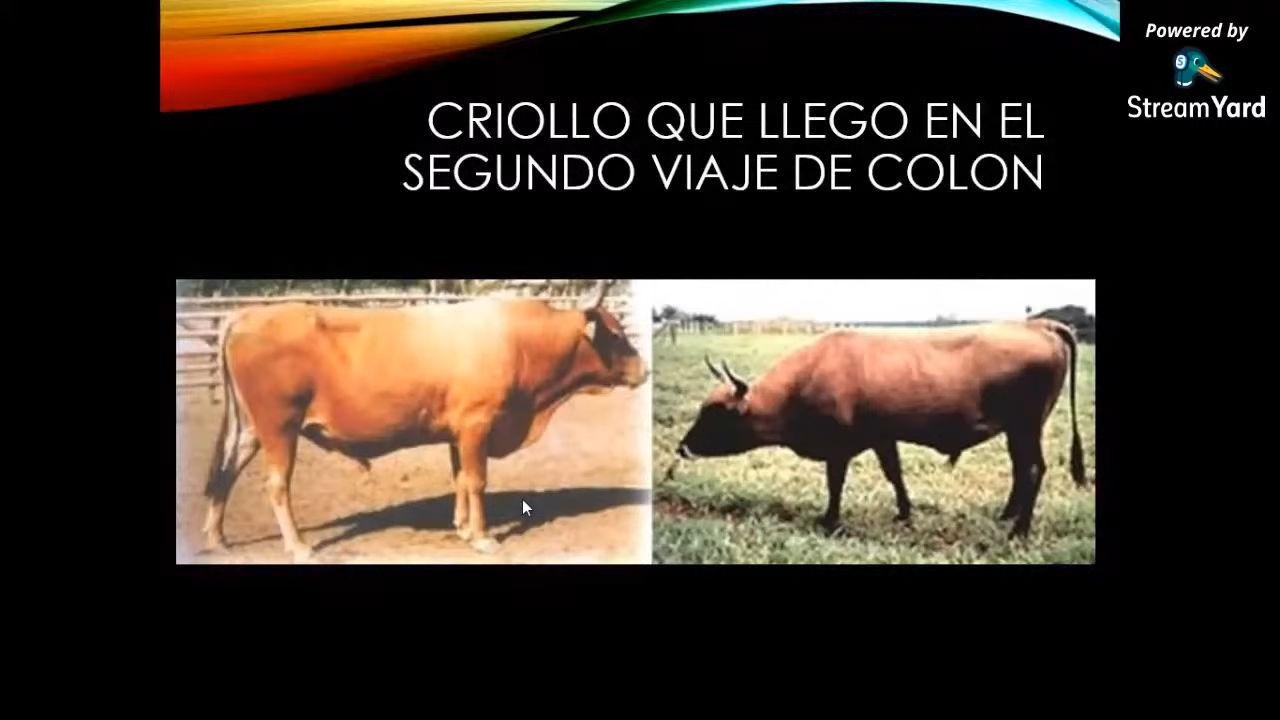 Powered by
S
StreamYard
CRIOLLO QUE LLEGO EN EL
SEGUNDO VIAJE DE COLON